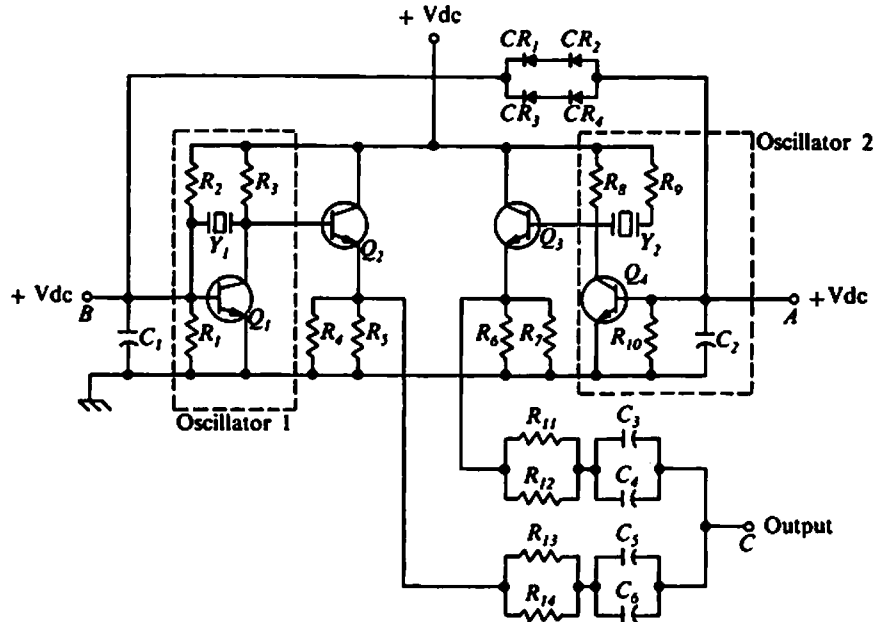 + Vdc
CR₁ CR₂
CR₃ CR₄
Oscillator 2
R₂ R₃ R₈ R₉
Y₁ Q₂ Q₃ Y₂
Q₄
+ Vdc B A + Vdc
C₁ R₁ Q₁ R₄ R₅ R₆ R₇ R₁₀ C₂
Oscillator 1
R₁₁ C₃
R₁₂ C₄
C Output
R₁₃ C₅
R₁₄ C₆